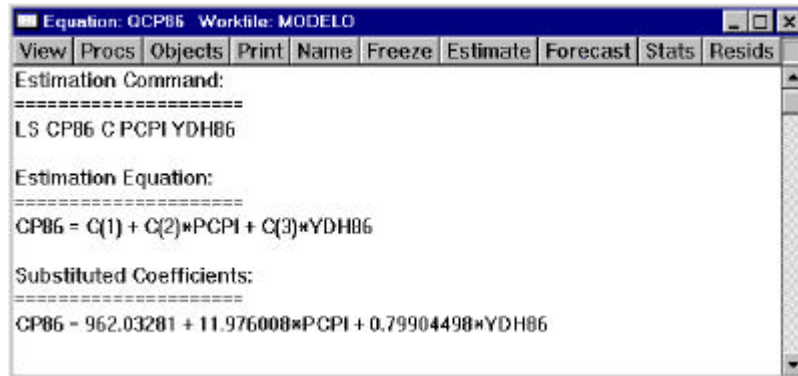 Equation: QCP86 Workfile: MODELO
View Procs Objects Print Name Freeze Estimate Forecast Stats Resids
Estimation Command:
=====================
LS CP86 C PCPI YDH86
Estimation Equation:
=====================
CP86 = C(1) + C(2)*PCPI + C(3)*YDH86
Substituted Coefficients:
=====================
CP86 = 962.03281 + 11.976008*PCPI + 0.79904498*YDH86